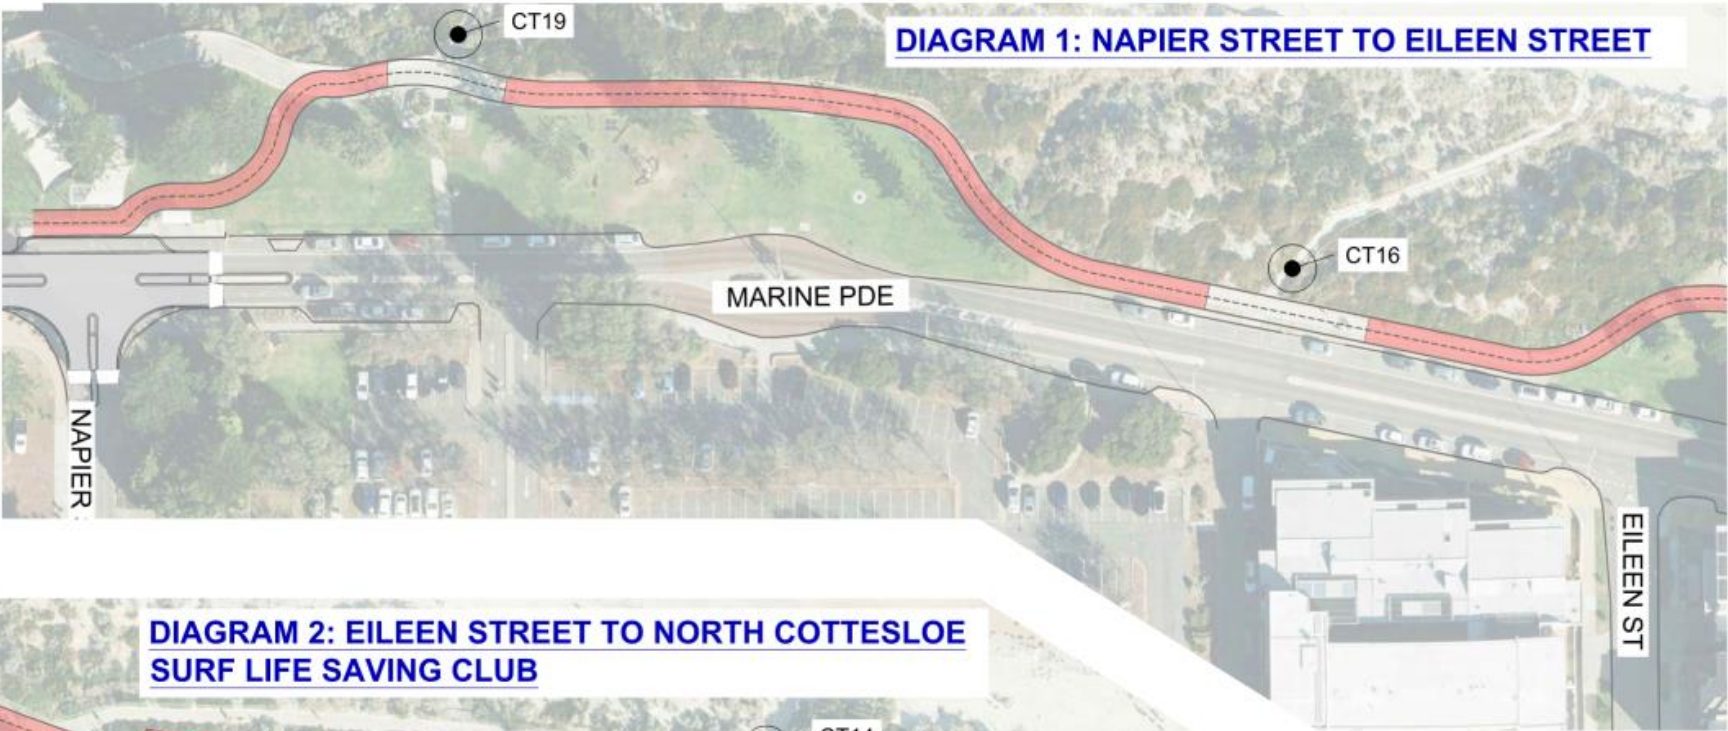 CT19
DIAGRAM 1: NAPIER STREET TO EILEEN STREET
CT16
MARINE PDE
NAPIER
EILEEN ST
DIAGRAM 2: EILEEN STREET TO NORTH COTTESLOE
SURF LIFE SAVING CLUB